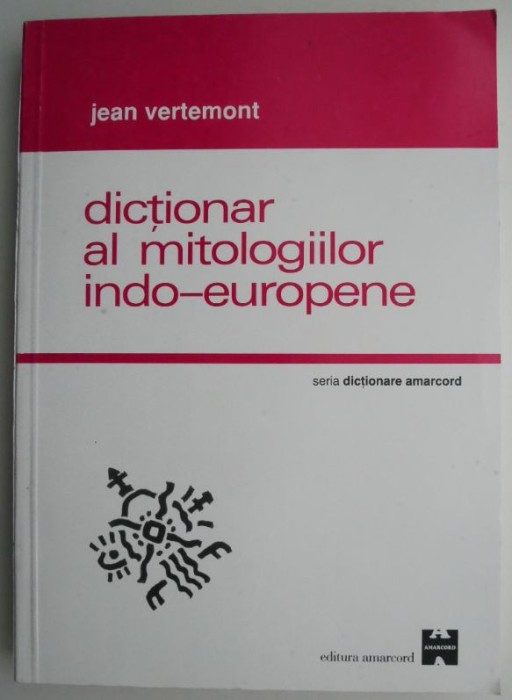 jean vertemont
dicționar
al mitologiilor
indo-europene
seria dicționare amarcord
editura amarcord
AMARCORD